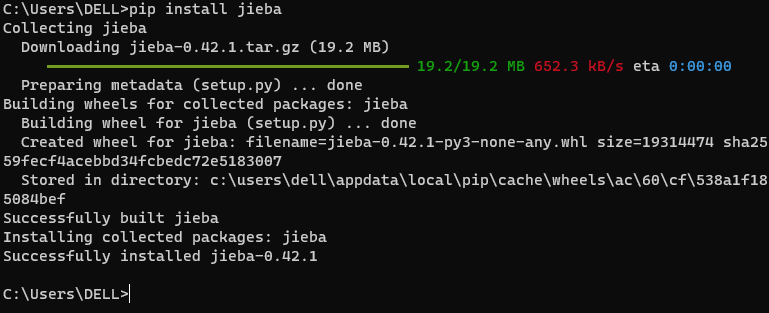 C:\Users\DELL>pip install jieba
Collecting jieba
  Downloading jieba-0.42.1.tar.gz (19.2 MB)
     19.2/19.2 MB 652.3 kB/s eta 0:00:00
  Preparing metadata (setup.py) ... done
Building wheels for collected packages: jieba
  Building wheel for jieba (setup.py) ... done
  Created wheel for jieba: filename=jieba-0.42.1-py3-none-any.whl size=19314474 sha25
59fecf4acebbd34fcbedc72e5183007
  Stored in directory: c:\users\dell\appdata\local\pip\cache\wheels\ac\60\cf\538a1f18
5084bef
Successfully built jieba
Installing collected packages: jieba
Successfully installed jieba-0.42.1
C:\Users\DELL>